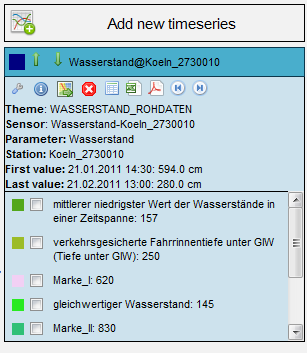 Add new timeseries
Wasserstand@Koeln_2730010
Theme: WASSERSTAND_ROHDATEN
Sensor: Wasserstand-Koeln_2730010
Parameter: Wasserstand
Station: Koeln_2730010
First value: 21.01.2011 14:30: 594.0 cm
Last value: 21.02.2011 13:00: 280.0 cm
mittlerer niedrigster Wert der Wasserstände in
einer Zeitspanne: 157
verkehrsgesicherte Fahrrinnentiefe unter GlW
(Tiefe unter GlW): 250
Marke_I: 620
gleichwertiger Wasserstand: 145
Marke_II: 830